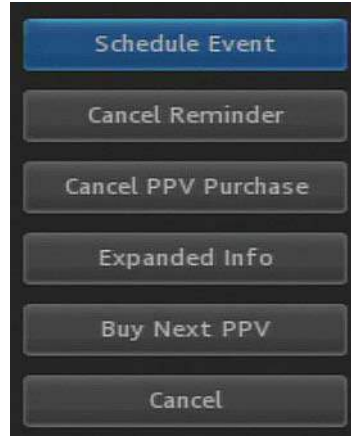 Schedule Event
Cancel Reminder
Cancel PPV Purchase
Expanded Info
Buy Next PPV
Cancel